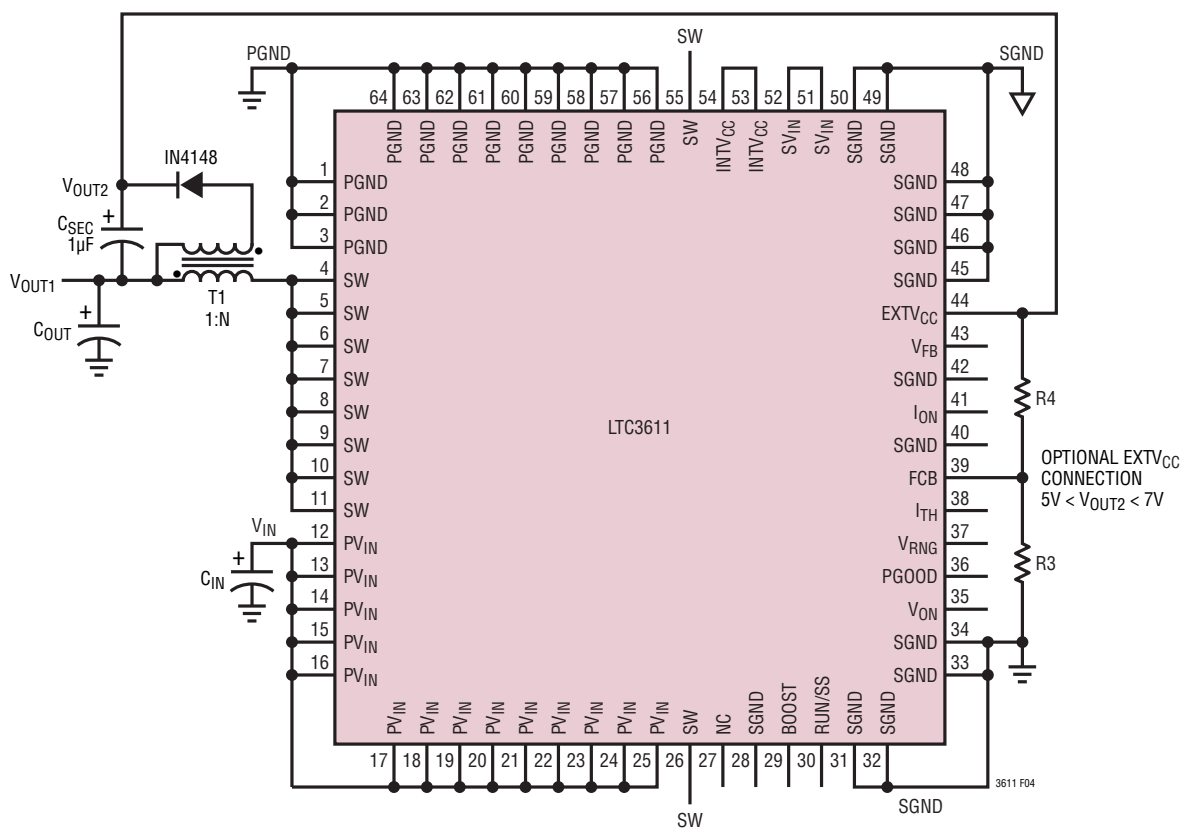 SW
PGND
SGND
64 63 62 61 60 59 58 57 56 55 54 53 52 51 50 49
PGND PGND PGND PGND PGND PGND PGND PGND PGND SW INTVCC INTVCC SVIN SVIN SGND SGND
IN4148
VOUT2
CSEC
1µF
+
VOUT1
T1
1:N
COUT
+
1 PGND
2 PGND
3 PGND
4 SW
5 SW
6 SW
7 SW
8 SW
9 SW
10 SW
11 SW
VIN
CIN
+
12 PVIN
13 PVIN
14 PVIN
15 PVIN
16 PVIN
LTC3611
SGND 48
SGND 47
SGND 46
SGND 45
EXTVCC 44
VFB 43
SGND 42
ION 41
SGND 40
FCB 39
ITH 38
VRNG 37
PGOOD 36
VON 35
SGND 34
SGND 33
R4
OPTIONAL EXTVCC
CONNECTION
5V < VOUT2 < 7V
R3
PVIN PVIN PVIN PVIN PVIN PVIN PVIN PVIN PVIN SW NC SGND BOOST RUN/SS SGND SGND
17 18 19 20 21 22 23 24 25 26 27 28 29 30 31 32
3611 F04
SGND
SW